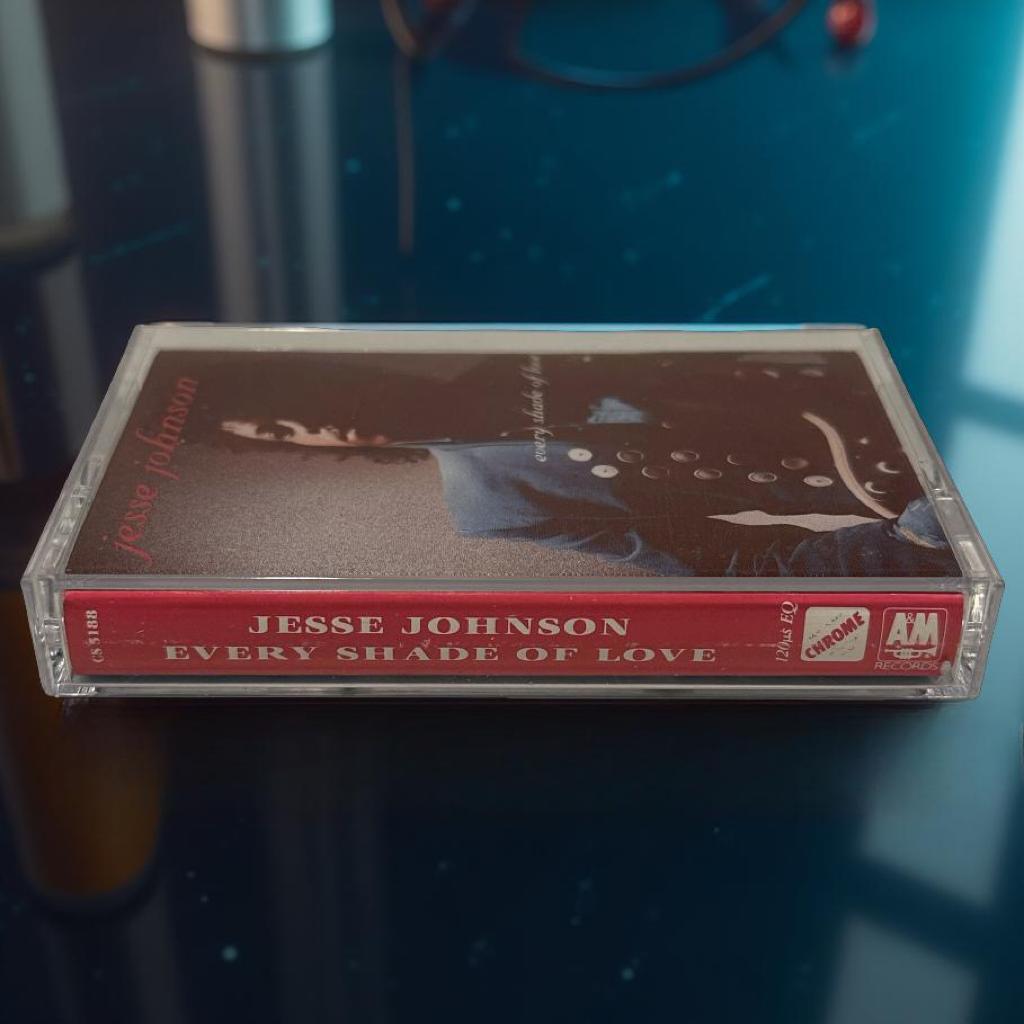 jesse johnson
every shade of love
CS 5188
JESSE JOHNSON
EVERY SHADE OF LOVE
120µs EQ
CHROME
A&M
RECORDS